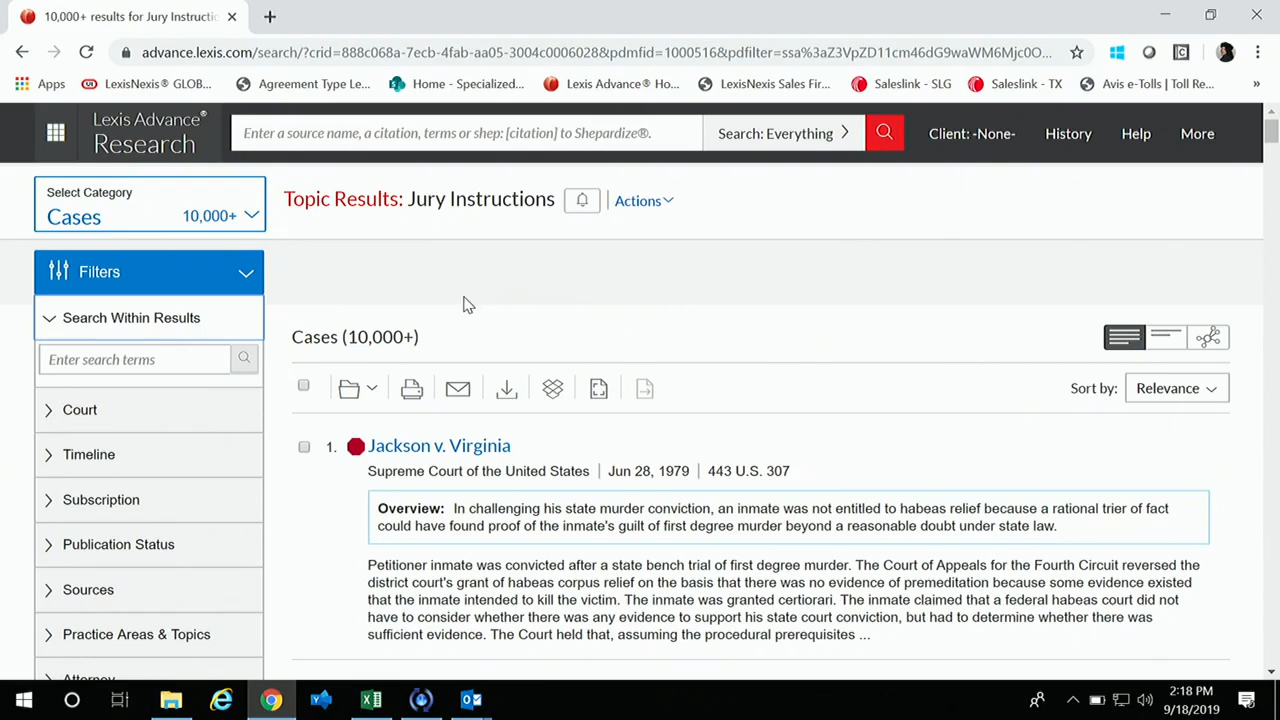 10,000+ results for Jury Instructic
advance.lexis.com/search/?crid=888c068a-7ecb-4fab-aa05-3004c0006028&pdmfid=1000516&pdfilter=ssa%3aZ3VpZD11cm46dG9waWM6Mjc0O...
Apps LexisNexis® GLOB... Agreement Type Le... Home - Specialized... Lexis Advance® Ho... LexisNexis Sales Fir... Saleslink - SLG Saleslink - TX Avis e-Tolls | Toll Re... »
Lexis Advance®
Research
Enter a source name, a citation, terms or shep: [citation] to Shepardize®.
Search: Everything
Client: -None-
History
Help
More
Select Category
Cases 10,000+
Topic Results: Jury Instructions
Actions
Filters
Search Within Results
Enter search terms
Court
Timeline
Subscription
Publication Status
Sources
Practice Areas & Topics
Attorney
Cases (10,000+)
Sort by: Relevance
1. Jackson v. Virginia
Supreme Court of the United States | Jun 28, 1979 | 443 U.S. 307
Overview: In challenging his state murder conviction, an inmate was not entitled to habeas relief because a rational trier of fact
could have found proof of the inmate's guilt of first degree murder beyond a reasonable doubt under state law.
Petitioner inmate was convicted after a state bench trial of first degree murder. The Court of Appeals for the Fourth Circuit reversed the
district court's grant of habeas corpus relief on the basis that there was no evidence of premeditation because some evidence existed
that the inmate intended to kill the victim. The inmate was granted certiorari. The inmate claimed that a federal habeas court did not
have to consider whether there was any evidence to support his state court conviction, but had to determine whether there was
sufficient evidence. The Court held that, assuming the procedural prerequisites ...
2:18 PM
9/18/2019